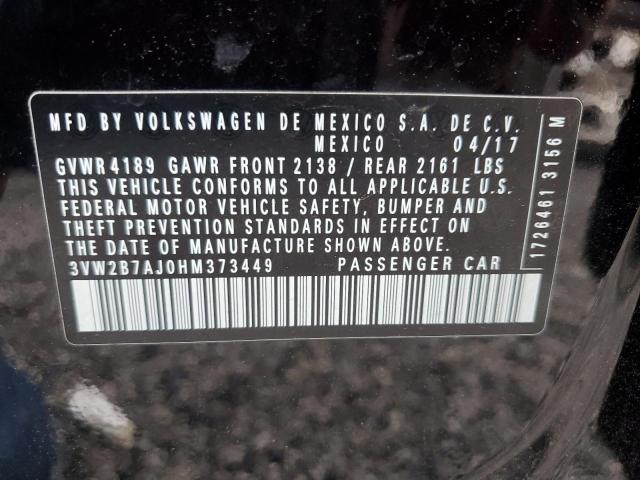 MFD BY VOLKSWAGEN DE MEXICO S.A. DE C.V.
MEXICO 04/17
GVWR 4189 GAWR FRONT 2138 / REAR 2161 LBS
THIS VEHICLE CONFORMS TO ALL APPLICABLE U.S.
FEDERAL MOTOR VEHICLE SAFETY, BUMPER AND
THEFT PREVENTION STANDARDS IN EFFECT ON
THE DATE OF MANUFACTURE SHOWN ABOVE.
3VW2B7AJ0HM373449 PASSENGER CAR
1726461 3156 M